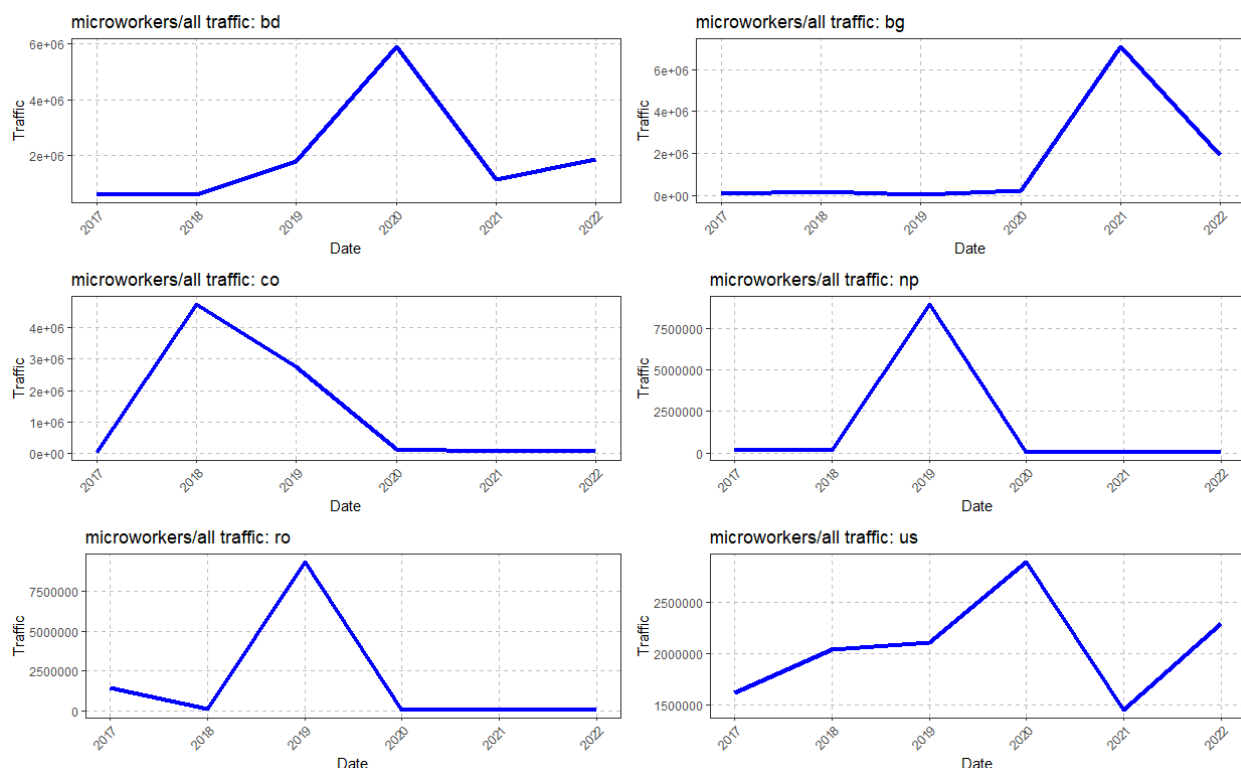 microworkers/all traffic: bd
6e+06
4e+06
2e+06
Traffic
2017
2018
2019
2020
2021
2022
Date
microworkers/all traffic: bg
6e+06
4e+06
2e+06
0e+00
Traffic
2017
2018
2019
2020
2021
2022
Date
microworkers/all traffic: co
4e+06
3e+06
2e+06
1e+06
0e+00
Traffic
2017
2018
2019
2020
2021
2022
Date
microworkers/all traffic: np
7500000
5000000
2500000
0
Traffic
2017
2018
2019
2020
2021
2022
Date
microworkers/all traffic: ro
7500000
5000000
2500000
0
Traffic
2017
2018
2019
2020
2021
2022
Date
microworkers/all traffic: us
2500000
2000000
1500000
Traffic
2017
2018
2019
2020
2021
2022
Date